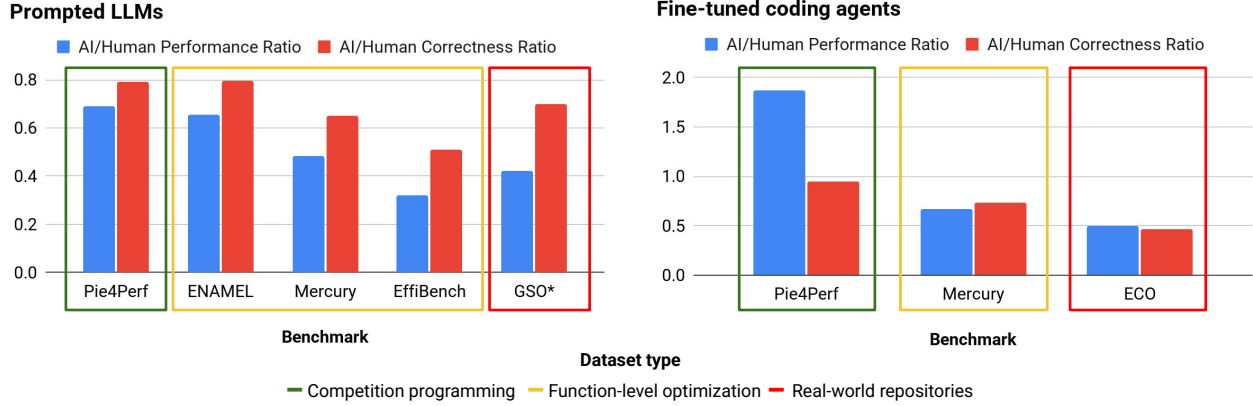 Prompted LLMs
AI/Human Performance Ratio AI/Human Correctness Ratio
0.8
0.6
0.4
0.2
0.0
Pie4Perf ENAMEL Mercury EffiBench GSO*
Benchmark
Fine-tuned coding agents
AI/Human Performance Ratio AI/Human Correctness Ratio
2.0
1.5
1.0
0.5
0.0
Pie4Perf Mercury ECO
Benchmark
Dataset type
Competition programming Function-level optimization Real-world repositories